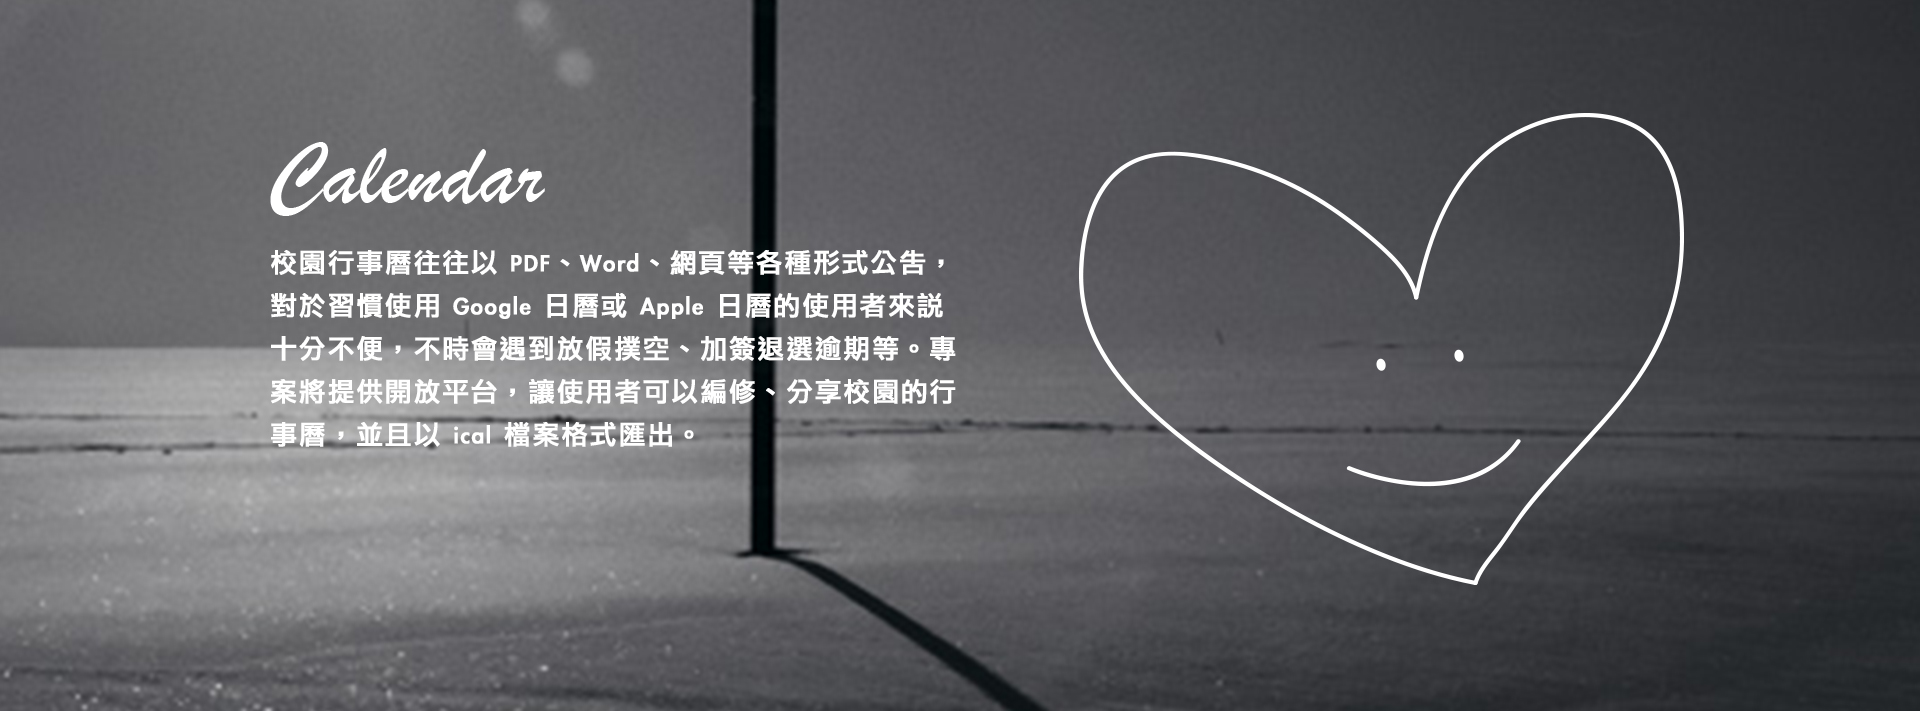 Calendar
校園行事曆往往以 PDF、Word、網頁等各種形式公告，
對於習慣使用 Google 日曆或 Apple 日曆的使用者來說
十分不便，不時會遇到放假撲空、加簽退選逾期等。專
案將提供開放平台，讓使用者可以編修、分享校園的行
事曆，並且以 ical 檔案格式匯出。